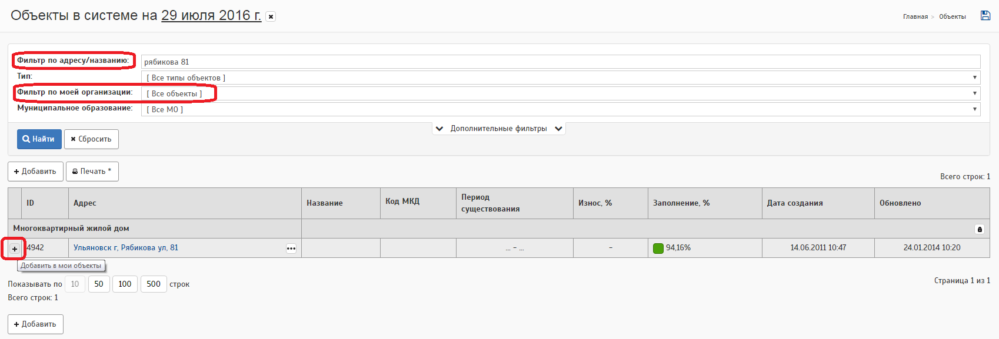 Объекты в системе на 29 июля 2016 г.
Главная > Объекты
Фильтр по адресу/названию: рябикова 81
Тип: [ Все типы объектов ]
Фильтр по моей организации: [ Все объекты ]
Муниципальное образование: [ Все МО ]
Дополнительные фильтры
Найти Сбросить
+ Добавить Печать *
Всего строк: 1
ID Адрес Название Код МКД Период существования Износ, % Заполнение, % Дата создания Обновлено
Многоквартирный жилой дом
+ 4942 Ульяновск г, Рябикова ул, 81 ... - ... - 94,16% 14.06.2011 10:47 24.01.2014 10:20
Добавить в мои объекты
Показывать по 10 50 100 500 строк
Страница 1 из 1
Всего строк: 1
+ Добавить